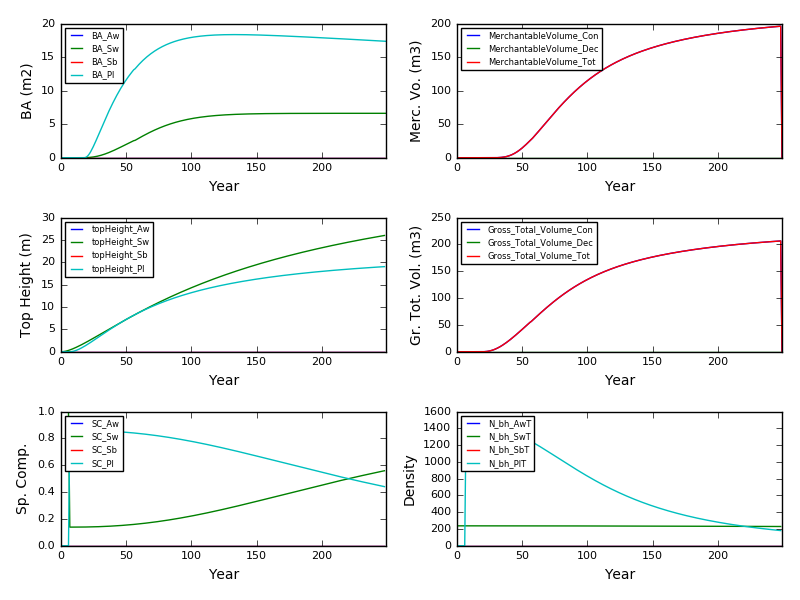 BA (m2)
20
15
10
5
0
BA_Aw
BA_Sw
BA_Sb
BA_Pl
0 50 100 150 200
Year
Merc. Vo. (m3)
200
150
100
50
0
MerchantableVolume_Con
MerchantableVolume_Dec
MerchantableVolume_Tot
0 50 100 150 200
Year
Top Height (m)
30
25
20
15
10
5
0
topHeight_Aw
topHeight_Sw
topHeight_Sb
topHeight_Pl
0 50 100 150 200
Year
Gr. Tot. Vol. (m3)
250
200
150
100
50
0
Gross_Total_Volume_Con
Gross_Total_Volume_Dec
Gross_Total_Volume_Tot
0 50 100 150 200
Year
Sp. Comp.
1.0
0.8
0.6
0.4
0.2
0.0
SC_Aw
SC_Sw
SC_Sb
SC_Pl
0 50 100 150 200
Year
Density
1600
1400
1200
1000
800
600
400
200
0
N_bh_AwT
N_bh_SwT
N_bh_SbT
N_bh_PlT
0 50 100 150 200
Year